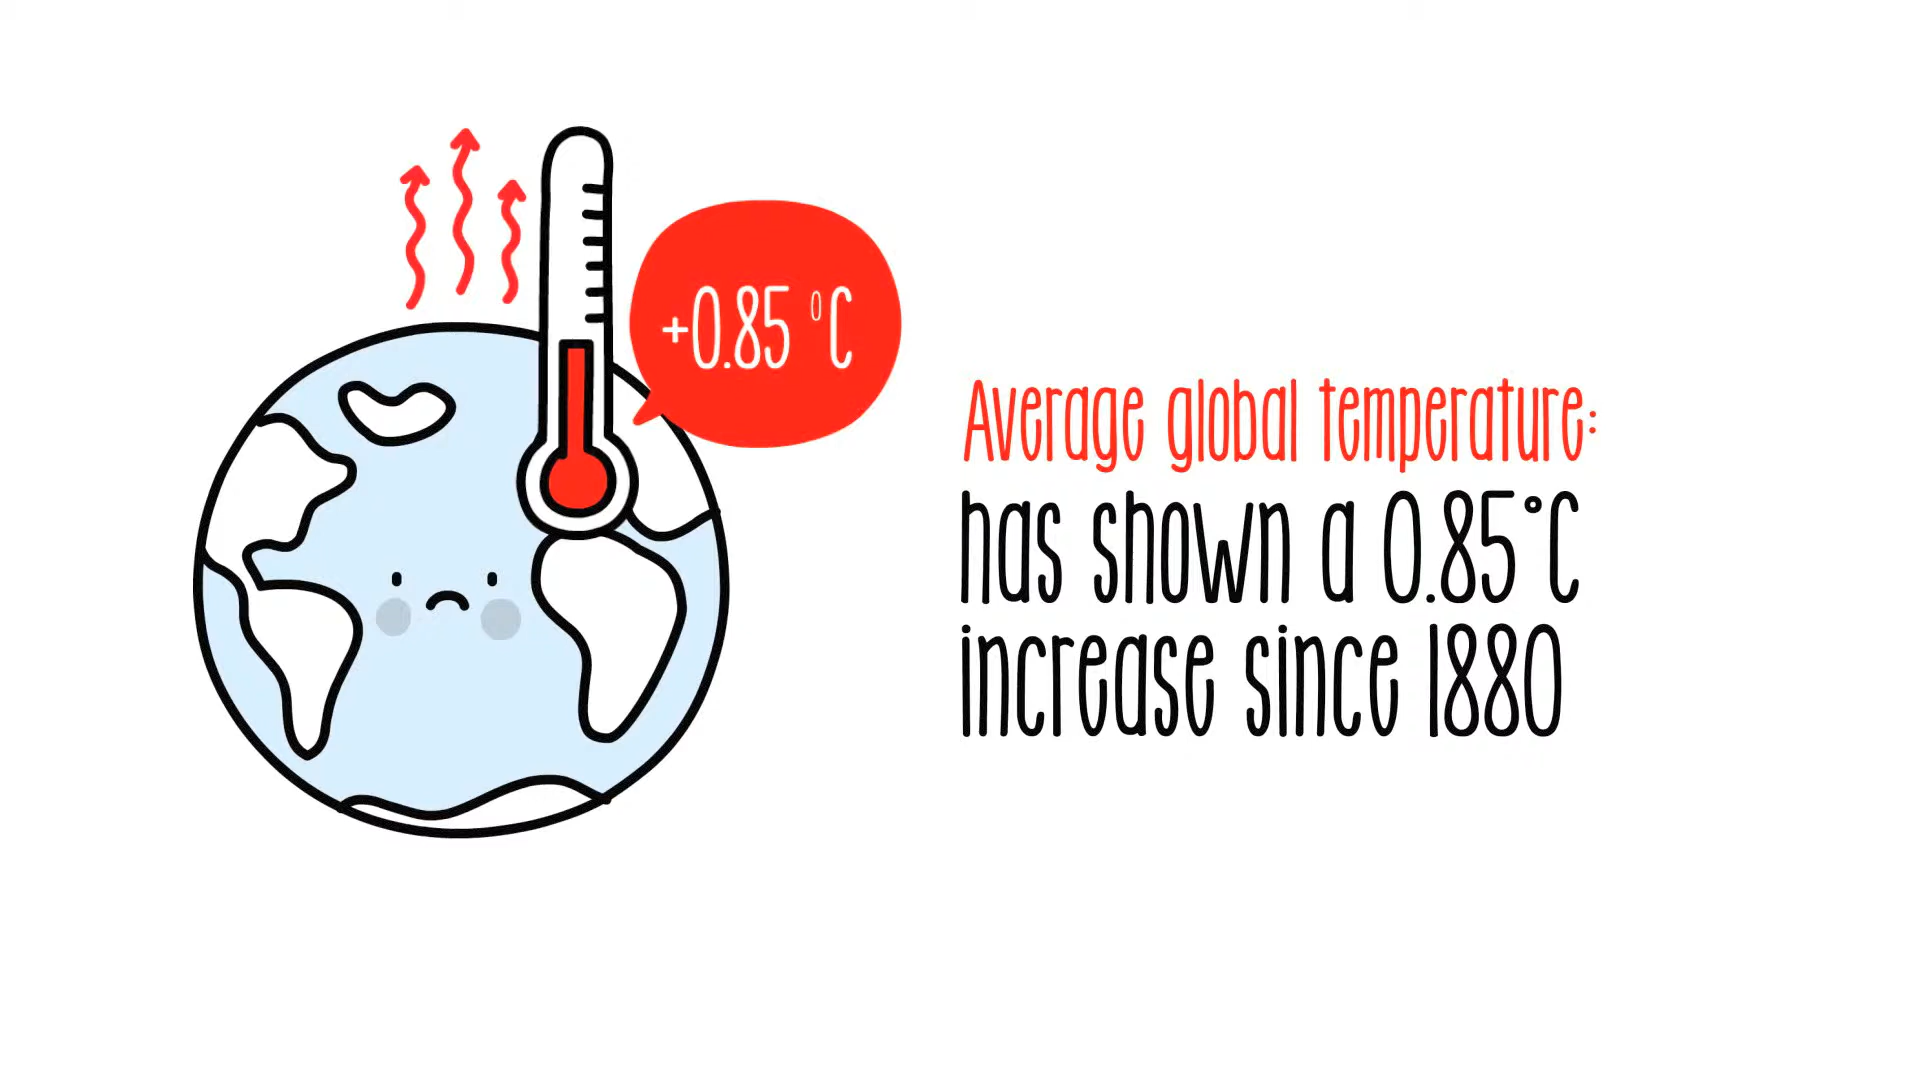 +0.85 °C
Average global temperature:
has shown a 0.85°C
increase since 1880